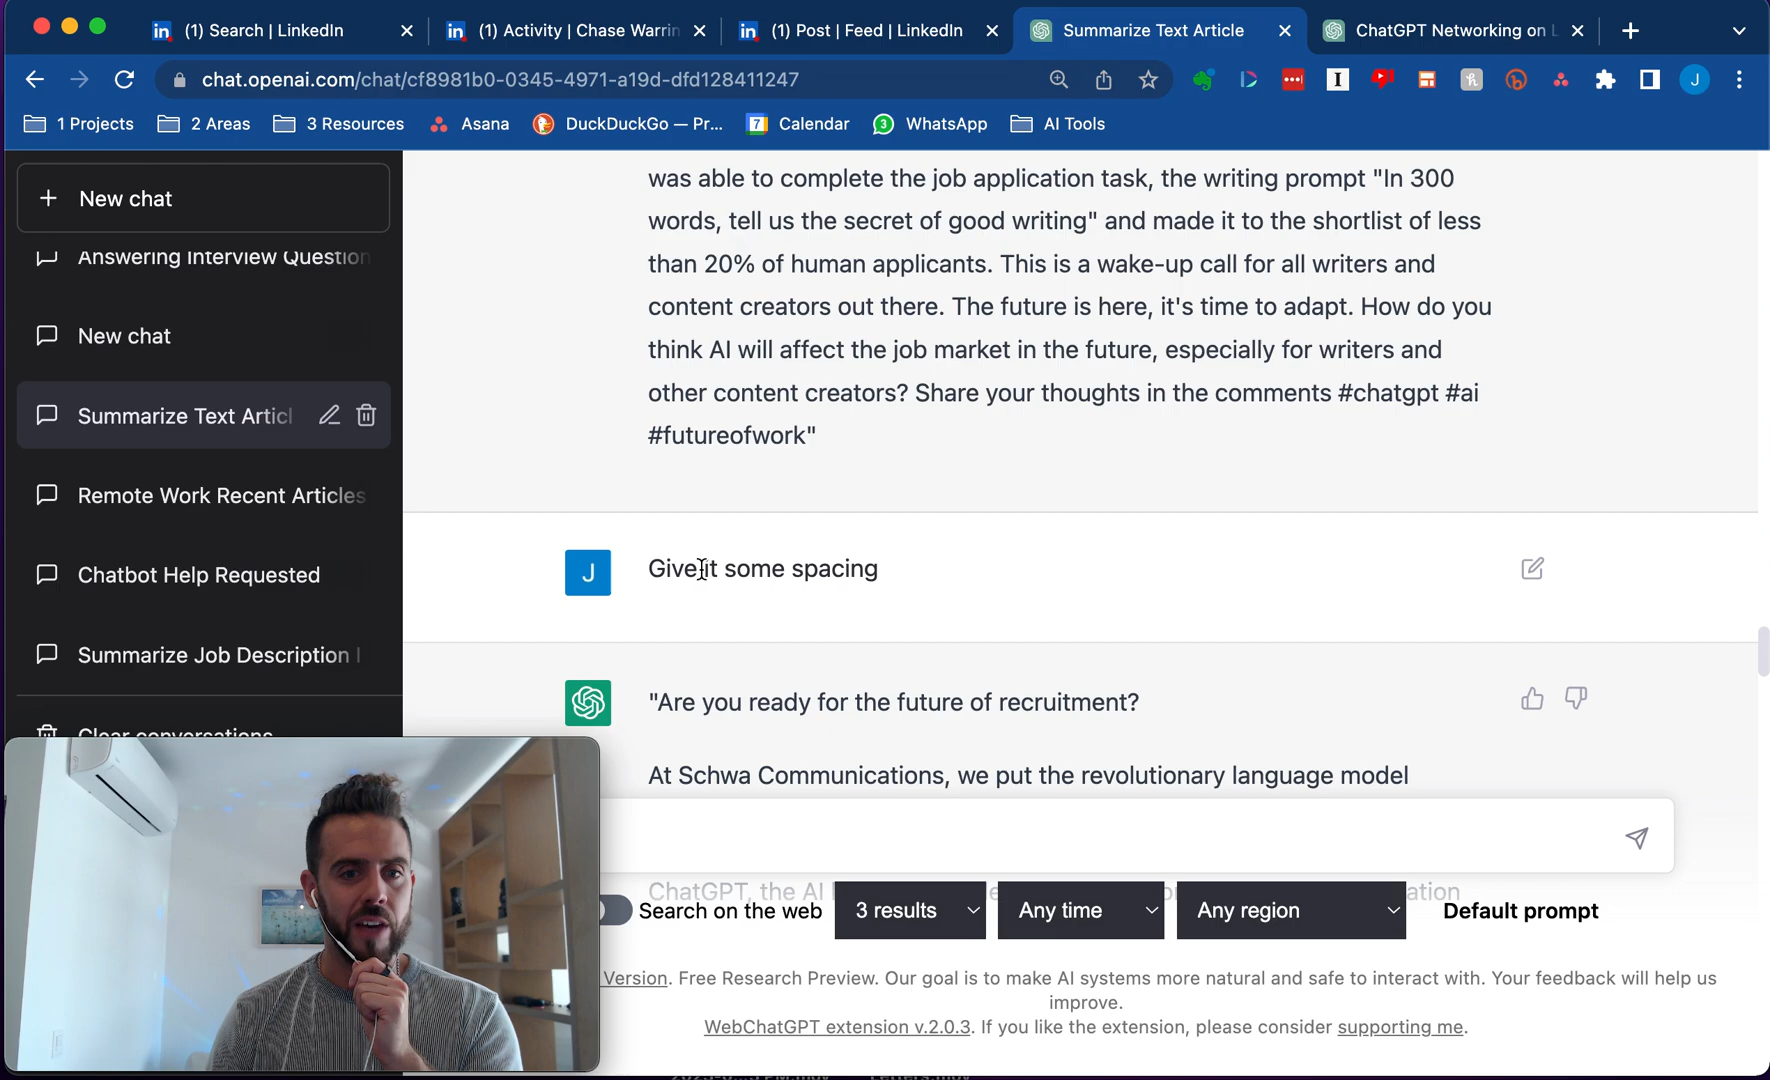 (1) Search | LinkedIn
(1) Activity | Chase Warrin
(1) Post | Feed | LinkedIn
Summarize Text Article
ChatGPT Networking on L
chat.openai.com/chat/cf8981b0-0345-4971-a19d-dfd128411247
J
1 Projects
2 Areas
3 Resources
Asana
DuckDuckGo — Pr...
7
Calendar
3
WhatsApp
AI Tools
New chat
Answering Interview Question
New chat
Summarize Text Articl
Remote Work Recent Articles
Chatbot Help Requested
Summarize Job Description I
Clear conversations
was able to complete the job application task, the writing prompt "In 300
words, tell us the secret of good writing" and made it to the shortlist of less
than 20% of human applicants. This is a wake-up call for all writers and
content creators out there. The future is here, it's time to adapt. How do you
think AI will affect the job market in the future, especially for writers and
other content creators? Share your thoughts in the comments #chatgpt #ai
#futureofwork"
J
Give it some spacing
"Are you ready for the future of recruitment?
At Schwa Communications, we put the revolutionary language model
ChatGPT, the AI
Search on the web
3 results
Any time
Any region
Default prompt
Version. Free Research Preview. Our goal is to make AI systems more natural and safe to interact with. Your feedback will help us
improve.
WebChatGPT extension v.2.0.3. If you like the extension, please consider supporting me.